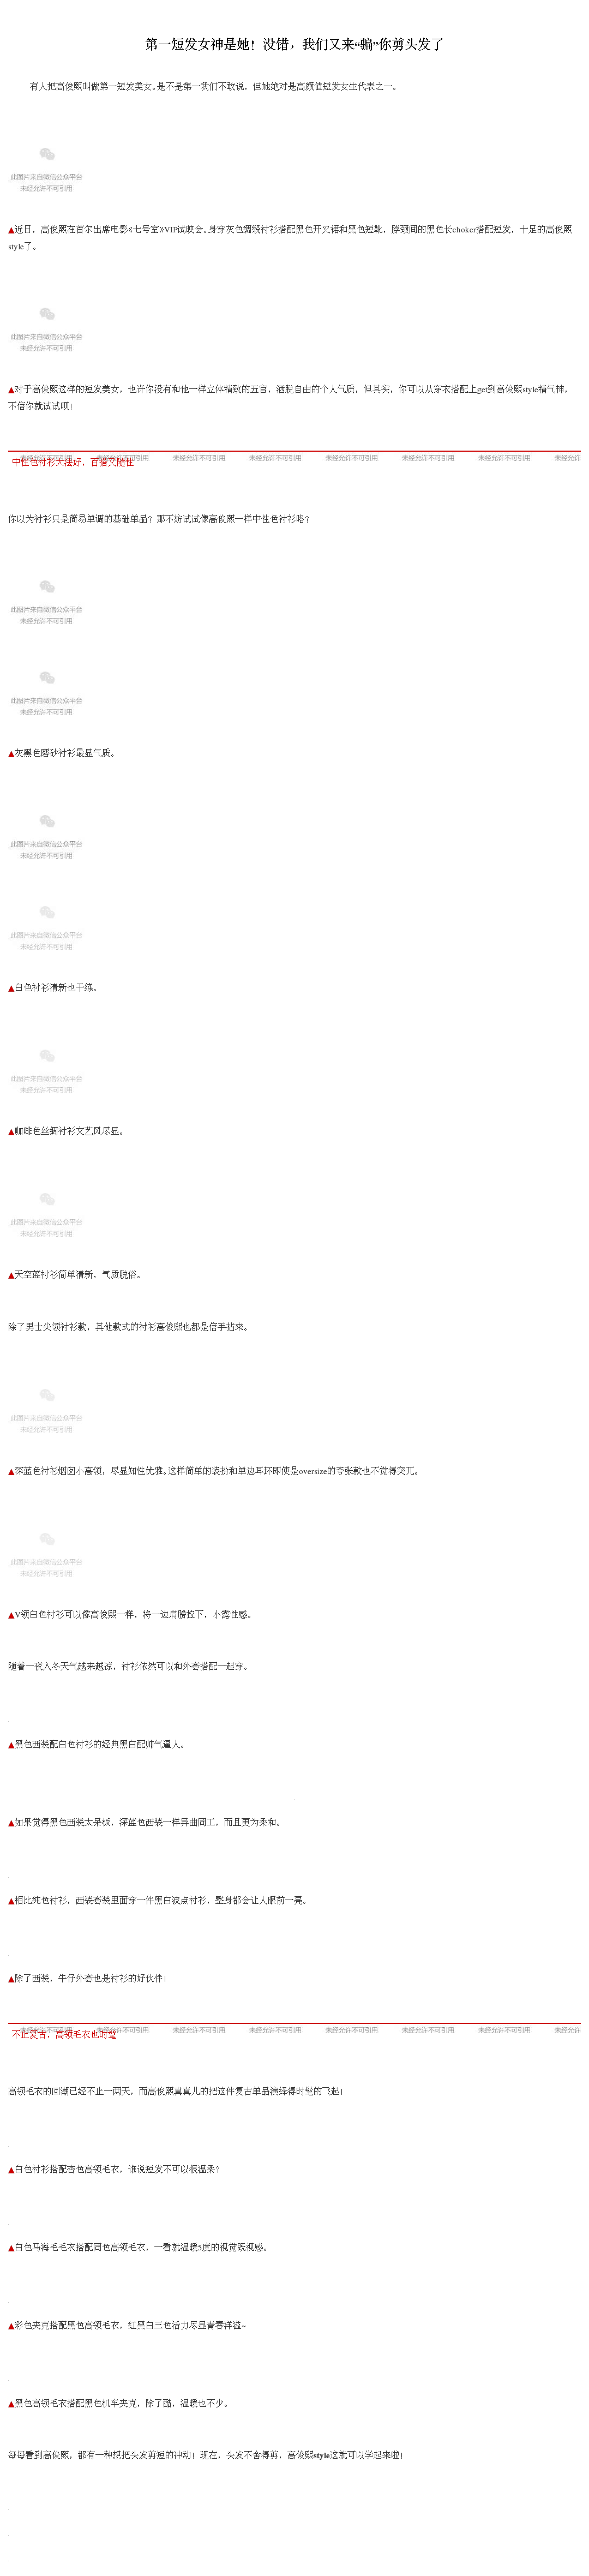 第一短发女神是她！没错，我们又来“骗”你剪头发了
有人把高俊熙叫做第一短发美女。是不是第一我们不敢说，但她绝对是高颜值短发女生代表之一。
此图片来自微信公众平台
未经允许不可引用
▲近日，高俊熙在首尔出席电影《七号室》VIP试映会。身穿灰色绸缎衬衫搭配黑色开叉裙和黑色短靴，脖颈间的黑色长choker搭配短发，十足的高俊熙
style了。
此图片来自微信公众平台
未经允许不可引用
▲对于高俊熙这样的短发美女，也许你没有和他一样立体精致的五官，洒脱自由的个人气质，但其实，你可以从穿衣搭配上get到高俊熙style精气神，
不信你就试试呗！
未经允许不可引用 未经允许不可引用 未经允许不可引用 未经允许不可引用 未经允许不可引用 未经允许不可引用 未经允许不可引用 未经允许
中性色衬衫大法好，百搭又随性
你以为衬衫只是简易单调的基础单品？那不妨试试像高俊熙一样中性色衬衫咯？
此图片来自微信公众平台
未经允许不可引用
此图片来自微信公众平台
未经允许不可引用
▲灰黑色磨砂衬衫最显气质。
此图片来自微信公众平台
未经允许不可引用
此图片来自微信公众平台
未经允许不可引用
▲白色衬衫清新也干练。
此图片来自微信公众平台
未经允许不可引用
▲咖啡色丝绸衬衫文艺风尽显。
此图片来自微信公众平台
未经允许不可引用
▲天空蓝衬衫简单清新，气质脱俗。
除了男士尖领衬衫款，其他款式的衬衫高俊熙也都是信手拈来。
此图片来自微信公众平台
未经允许不可引用
▲深蓝色衬衫烟囱小高领，尽显知性优雅。这样简单的装扮和单边耳环即使是oversize的夸张款也不觉得突兀。
此图片来自微信公众平台
未经允许不可引用
▲V领白色衬衫可以像高俊熙一样，将一边肩膀拉下，小露性感。
随着一夜入冬天气越来越凉，衬衫依然可以和外套搭配一起穿。
▲黑色西装配白色衬衫的经典黑白配帅气逼人。
▲如果觉得黑色西装太呆板，深蓝色西装一样异曲同工，而且更为柔和。
▲相比纯色衬衫，西装套装里面穿一件黑白波点衬衫，整身都会让人眼前一亮。
▲除了西装，牛仔外套也是衬衫的好伙伴！
未经允许不可引用 未经允许不可引用 未经允许不可引用 未经允许不可引用 未经允许不可引用 未经允许不可引用 未经允许不可引用 未经允许
不止复古，高领毛衣也时髦
高领毛衣的回潮已经不止一两天，而高俊熙真真儿的把这件复古单品演绎得时髦的飞起！
▲白色衬衫搭配杏色高领毛衣，谁说短发不可以很温柔？
▲白色马海毛毛衣搭配同色高领毛衣，一看就温暖5度的视觉既视感。
▲彩色夹克搭配黑色高领毛衣，红黑白三色活力尽显青春洋溢~
▲黑色高领毛衣搭配黑色机车夹克，除了酷，温暖也不少。
每每看到高俊熙，都有一种想把头发剪短的冲动！现在，头发不舍得剪，高俊熙style这就可以学起来啦！